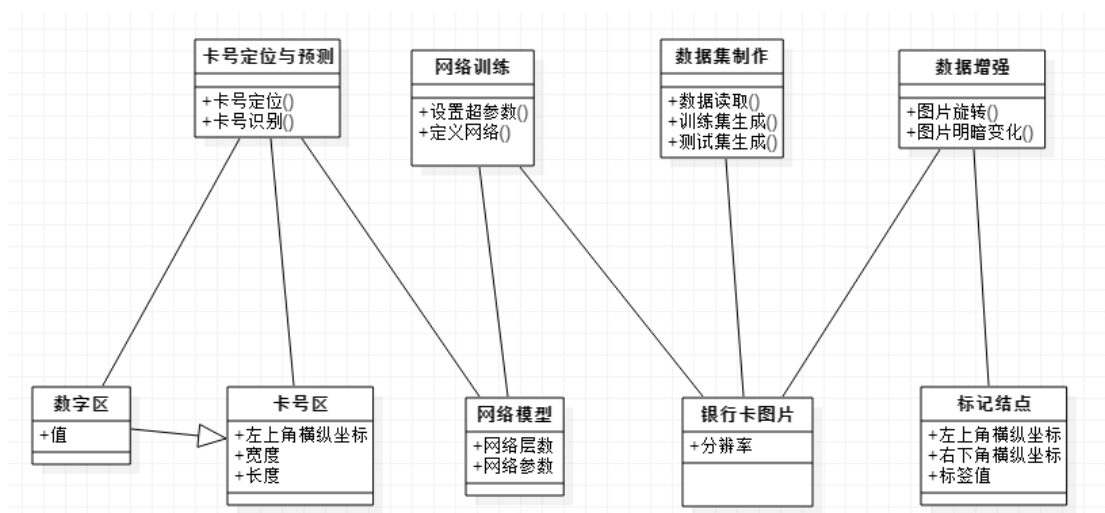 卡号定位与预测
+卡号定位()
+卡号识别()
网络训练
+设置超参数()
+定义网络()
数据集制作
+数据读取()
+训练集生成()
+测试集生成()
数据增强
+图片旋转()
+图片明暗变化()
数字区
+值
卡号区
+左上角横纵坐标
+宽度
+长度
网络模型
+网络层数
+网络参数
银行卡图片
+分辨率
标记结点
+左上角横纵坐标
+右下角横纵坐标
+标签值